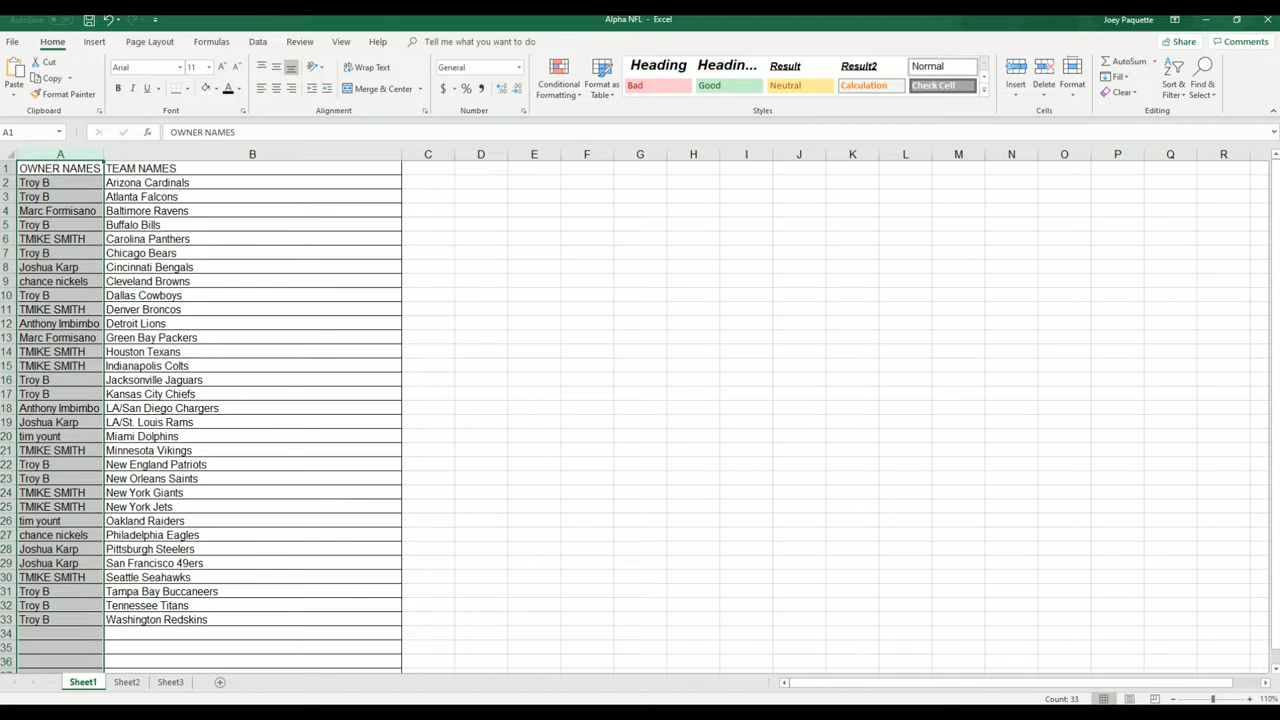 AutoSave Off
Alpha NFL - Excel
Joey Paquette
File Home Insert Page Layout Formulas Data Review View Help Tell me what you want to do
Share Comments
Paste
Cut
Copy
Format Painter
Clipboard
Arial 11
B I U
Font
Wrap Text
Merge & Center
Alignment
General
$ %
Number
Conditional Formatting
Format as Table
Heading Headin... Result Result2 Normal
Bad Good Neutral Calculation Check Cell
Styles
Insert Delete Format
Cells
AutoSum
Fill
Clear
Sort & Filter
Find & Select
Editing
A1 fx OWNER NAMES
A B C D E F G H I J K L M N O P Q R
1 OWNER NAMES TEAM NAMES
2 Troy B Arizona Cardinals
3 Troy B Atlanta Falcons
4 Marc Formisano Baltimore Ravens
5 Troy B Buffalo Bills
6 TMIKE SMITH Carolina Panthers
7 Troy B Chicago Bears
8 Joshua Karp Cincinnati Bengals
9 chance nickels Cleveland Browns
10 Troy B Dallas Cowboys
11 TMIKE SMITH Denver Broncos
12 Anthony Imbimbo Detroit Lions
13 Marc Formisano Green Bay Packers
14 TMIKE SMITH Houston Texans
15 TMIKE SMITH Indianapolis Colts
16 Troy B Jacksonville Jaguars
17 Troy B Kansas City Chiefs
18 Anthony Imbimbo LA/San Diego Chargers
19 Joshua Karp LA/St. Louis Rams
20 tim yount Miami Dolphins
21 TMIKE SMITH Minnesota Vikings
22 Troy B New England Patriots
23 Troy B New Orleans Saints
24 TMIKE SMITH New York Giants
25 TMIKE SMITH New York Jets
26 tim yount Oakland Raiders
27 chance nickels Philadelphia Eagles
28 Joshua Karp Pittsburgh Steelers
29 Joshua Karp San Francisco 49ers
30 TMIKE SMITH Seattle Seahawks
31 Troy B Tampa Bay Buccaneers
32 Troy B Tennessee Titans
33 Troy B Washington Redskins
34
35
36
Sheet1 Sheet2 Sheet3
Count: 33
110%